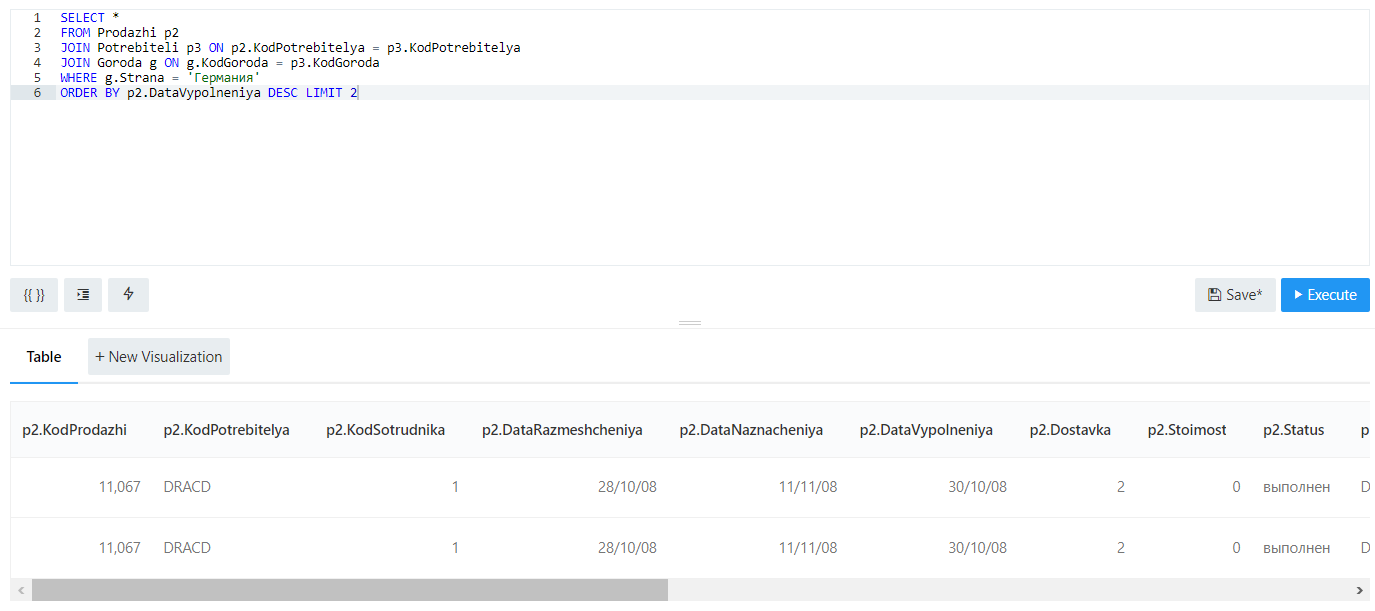 1 SELECT *
2 FROM Prodazhi p2
3 JOIN Potrebiteli p3 ON p2.KodPotrebitelya = p3.KodPotrebitelya
4 JOIN Goroda g ON g.KodGoroda = p3.KodGoroda
5 WHERE g.Strana = 'Германия'
6 ORDER BY p2.DataVypolneniya DESC LIMIT 2
{{ }} Save* Execute
Table + New Visualization
p2.KodProdazhi p2.KodPotrebitelya p2.KodSotrudnika p2.DataRazmeshcheniya p2.DataNaznacheniya p2.DataVypolneniya p2.Dostavka p2.Stoimost p2.Status p
11,067 DRACD 1 28/10/08 11/11/08 30/10/08 2 0 выполнен D
11,067 DRACD 1 28/10/08 11/11/08 30/10/08 2 0 выполнен D